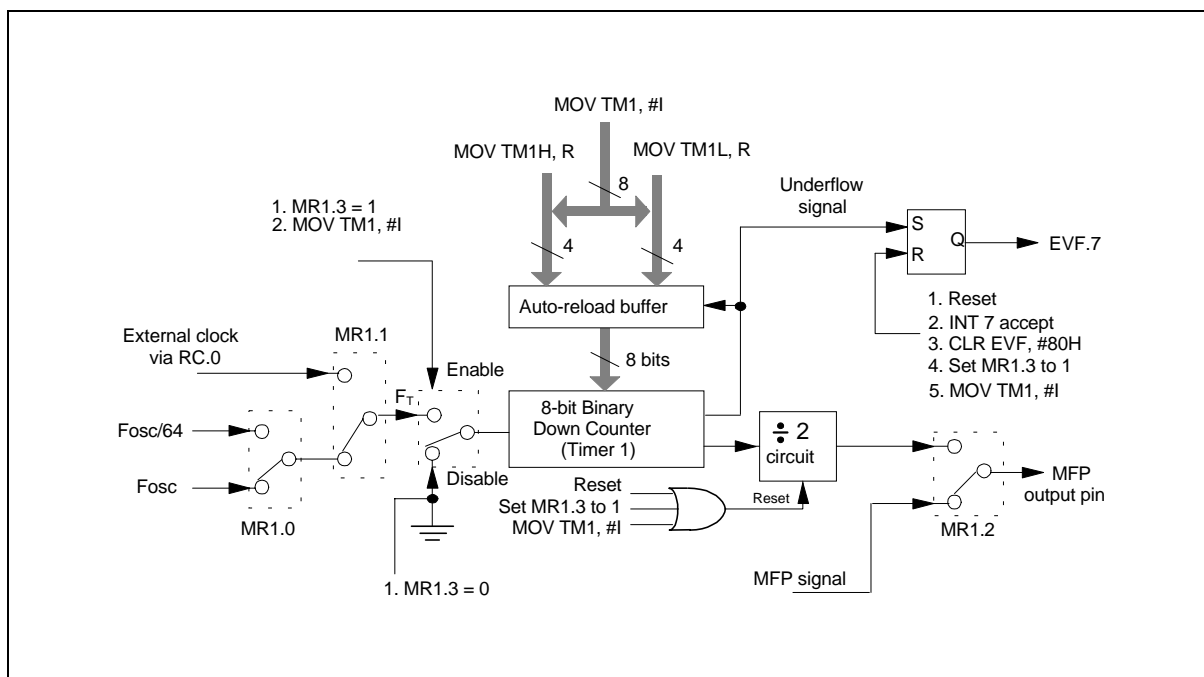 MOV TM1, #I
MOV TM1H, R
MOV TM1L, R
8
4
4
Underflow
signal
S
Q
R
EVF.7
1. MR1.3 = 1
2. MOV TM1, #I
Auto-reload buffer
1. Reset
2. INT 7 accept
3. CLR EVF, #80H
4. Set MR1.3 to 1
5. MOV TM1, #I
External clock
via RC.0
MR1.1
8 bits
Enable
FT
8-bit Binary
Down Counter
(Timer 1)
÷ 2
circuit
Fosc/64
Fosc
MR1.0
Disable
Reset
Set MR1.3 to 1
MOV TM1, #I
Reset
MFP
output pin
MR1.2
MFP signal
1. MR1.3 = 0